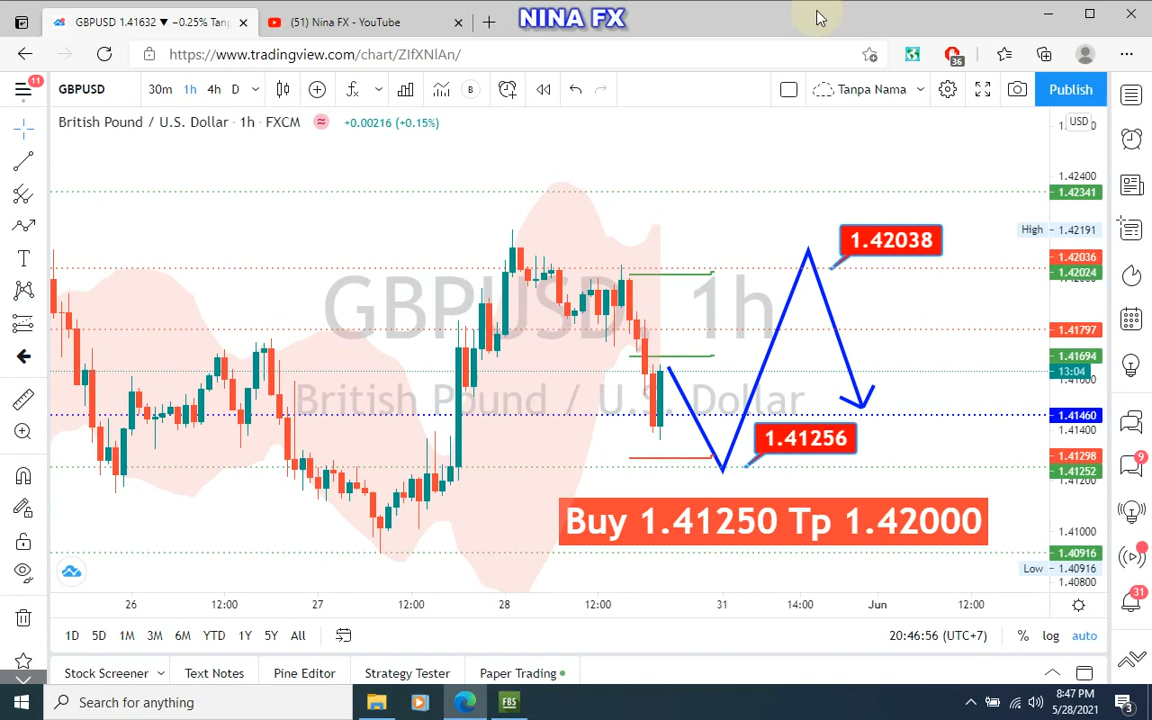 NINA FX
GBPUSD 1.41632 ▼ −0.25% Tanp
(51) Nina FX - YouTube
https://www.tradingview.com/chart/ZIfXNIAn/
36
11
GBPUSD 30m 1h 4h D
B
Tanpa Nama
Publish
British Pound / U.S. Dollar · 1h · FXCM +0.00216 (+0.15%)
USD
1.42400
1.42341
High 1.42191
1.42038
1.42036
1.42024
GBPUSD, 1h
1.41797
1.41694
13:04
1.41600
British Pound / U.S. Dollar
1.41460
1.41400
1.41256
1.41298
1.41252
1.41200
9
Buy 1.41250 Tp 1.42000
1.41000
1.40916
Low 1.40916
1.40800
31
26 12:00 27 12:00 28 12:00 31 14:00 Jun 12:00
1D 5D 1M 3M 6M YTD 1Y 5Y All
20:46:56 (UTC+7) % log auto
Stock Screener Text Notes Pine Editor Strategy Tester Paper Trading
Search for anything
FBS
8:47 PM
5/28/2021
3